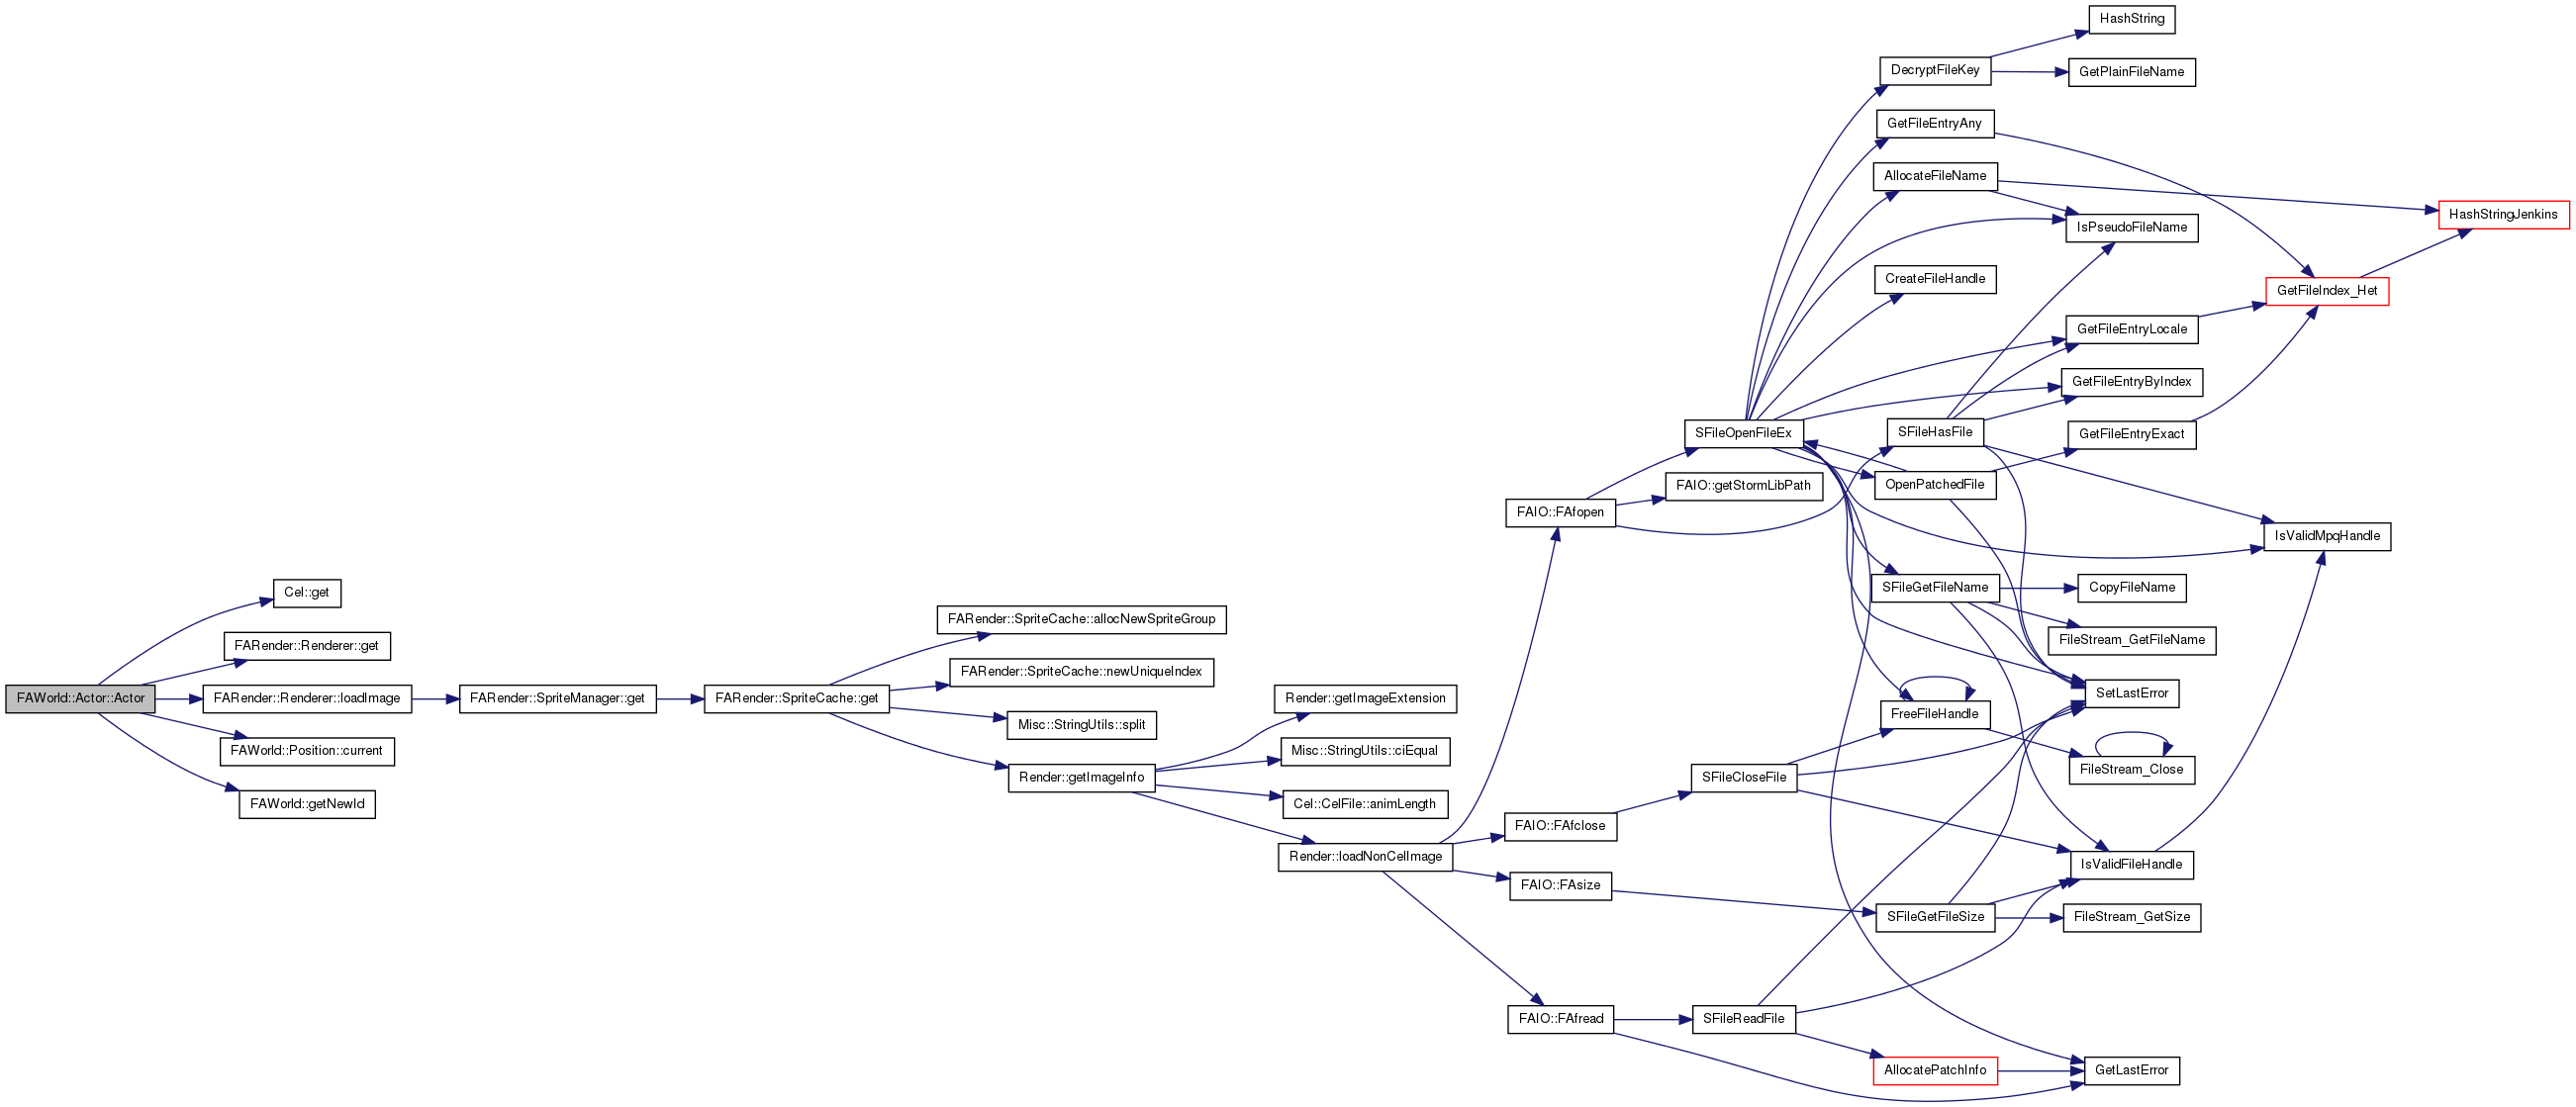 FAWorld::Actor::Actor
Cel::get
FARender::Renderer::get
FARender::Renderer::loadImage
FAWorld::Position::current
FAWorld::getNewId
FARender::SpriteManager::get
FARender::SpriteCache::get
FARender::SpriteCache::allocNewSpriteGroup
FARender::SpriteCache::newUniqueIndex
Misc::StringUtils::split
Render::getImageInfo
Render::getImageExtension
Misc::StringUtils::ciEqual
Cel::CelFile::animLength
Render::loadNonCelImage
FAIO::FAfopen
FAIO::FAfclose
FAIO::FAsize
FAIO::FAfread
SFileOpenFileEx
FAIO::getStormLibPath
SFileCloseFile
SFileReadFile
DecryptFileKey
GetFileEntryAny
AllocateFileName
CreateFileHandle
SFileHasFile
OpenPatchedFile
SFileGetFileName
FreeFileHandle
SFileGetFileSize
AllocatePatchInfo
HashString
GetPlainFileName
IsPseudoFileName
GetFileEntryLocale
GetFileEntryByIndex
GetFileEntryExact
CopyFileName
FileStream_GetFileName
SetLastError
FileStream_Close
IsValidFileHandle
FileStream_GetSize
GetLastError
GetFileIndex_Het
IsValidMpqHandle
HashStringJenkins